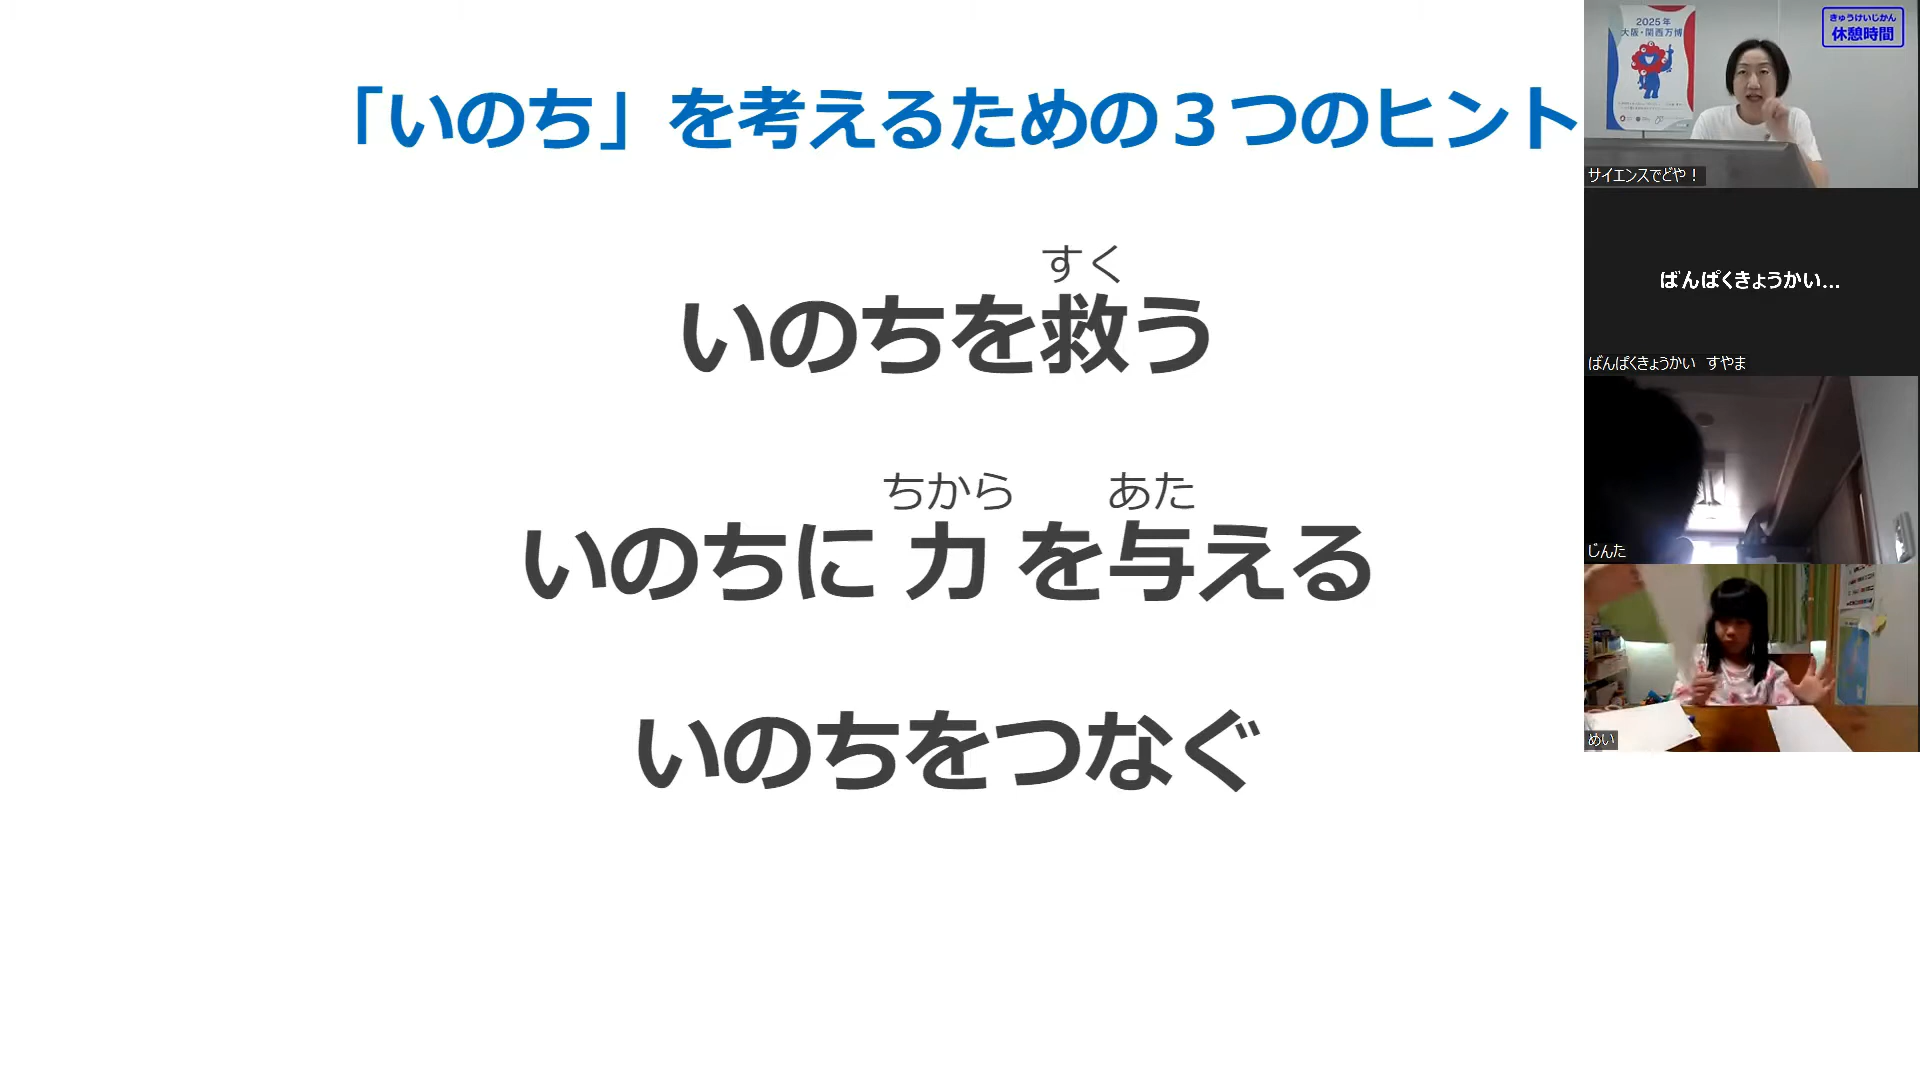 「いのち」を考えるための３つのヒント
すく
いのちを救う
ちから あた
いのちに 力 を与える
いのちをつなぐ
2025年
大阪・関西万博
きゅうけいじかん
休憩時間
サイエンスでどや！
ばんぱくきょうかい...
ばんぱくきょうかい すやま
じんた
めい